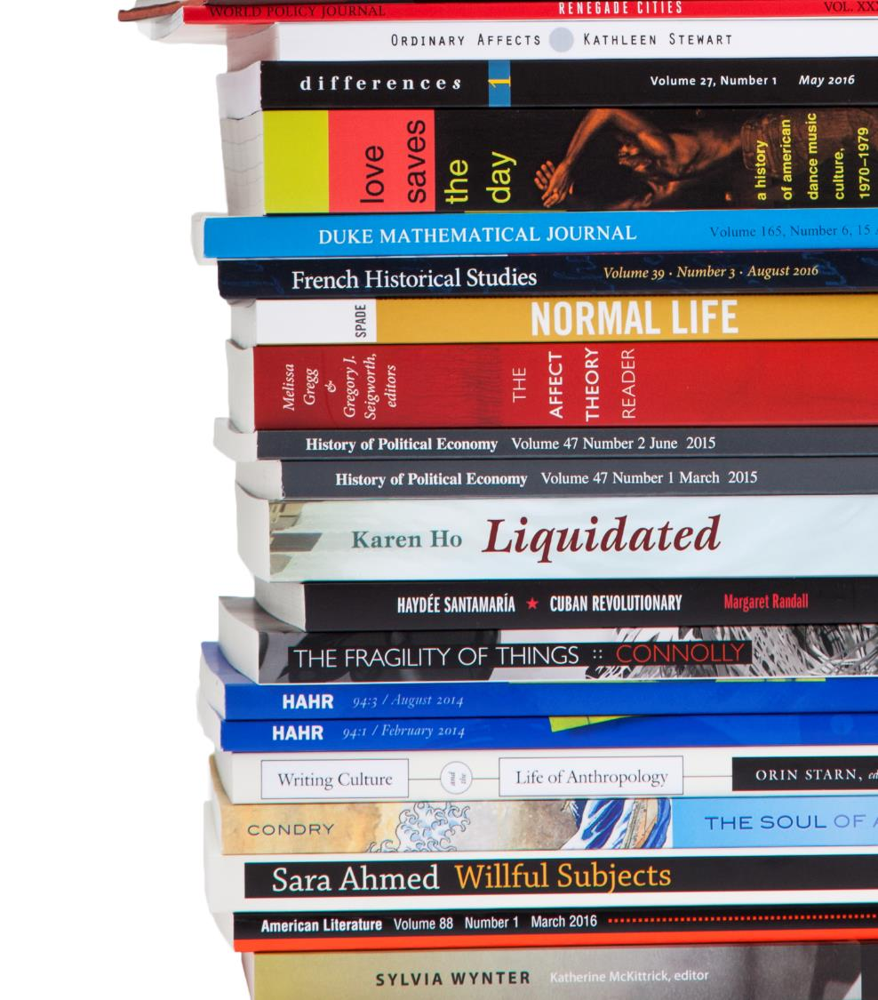 WORLD POLICY JOURNAL RENEGADE CITIES VOL.
ORDINARY AFFECTS KATHLEEN STEWART
differences 1 Volume 27, Number 1 May 2016
love saves the day a history of american dance music culture, 1970–1979
DUKE MATHEMATICAL JOURNAL Volume 165, Number 6, 15
French Historical Studies Volume 39 · Number 3 · August 2016
SPADE NORMAL LIFE
Melissa Gregg & Gregory J. Seigworth, editors THE AFFECT THEORY READER
History of Political Economy Volume 47 Number 2 June 2015
History of Political Economy Volume 47 Number 1 March 2015
Karen Ho Liquidated
HAYDÉE SANTAMARÍA ★ CUBAN REVOLUTIONARY Margaret Randall
THE FRAGILITY OF THINGS :: CONNOLLY
HAHR 94:3 / August 2014
HAHR 94:1 / February 2014
Writing Culture and the Life of Anthropology ORIN STARN, ed
CONDRY THE SOUL OF
Sara Ahmed Willful Subjects
American Literature Volume 88 Number 1 March 2016
SYLVIA WYNTER Katherine McKittrick, editor